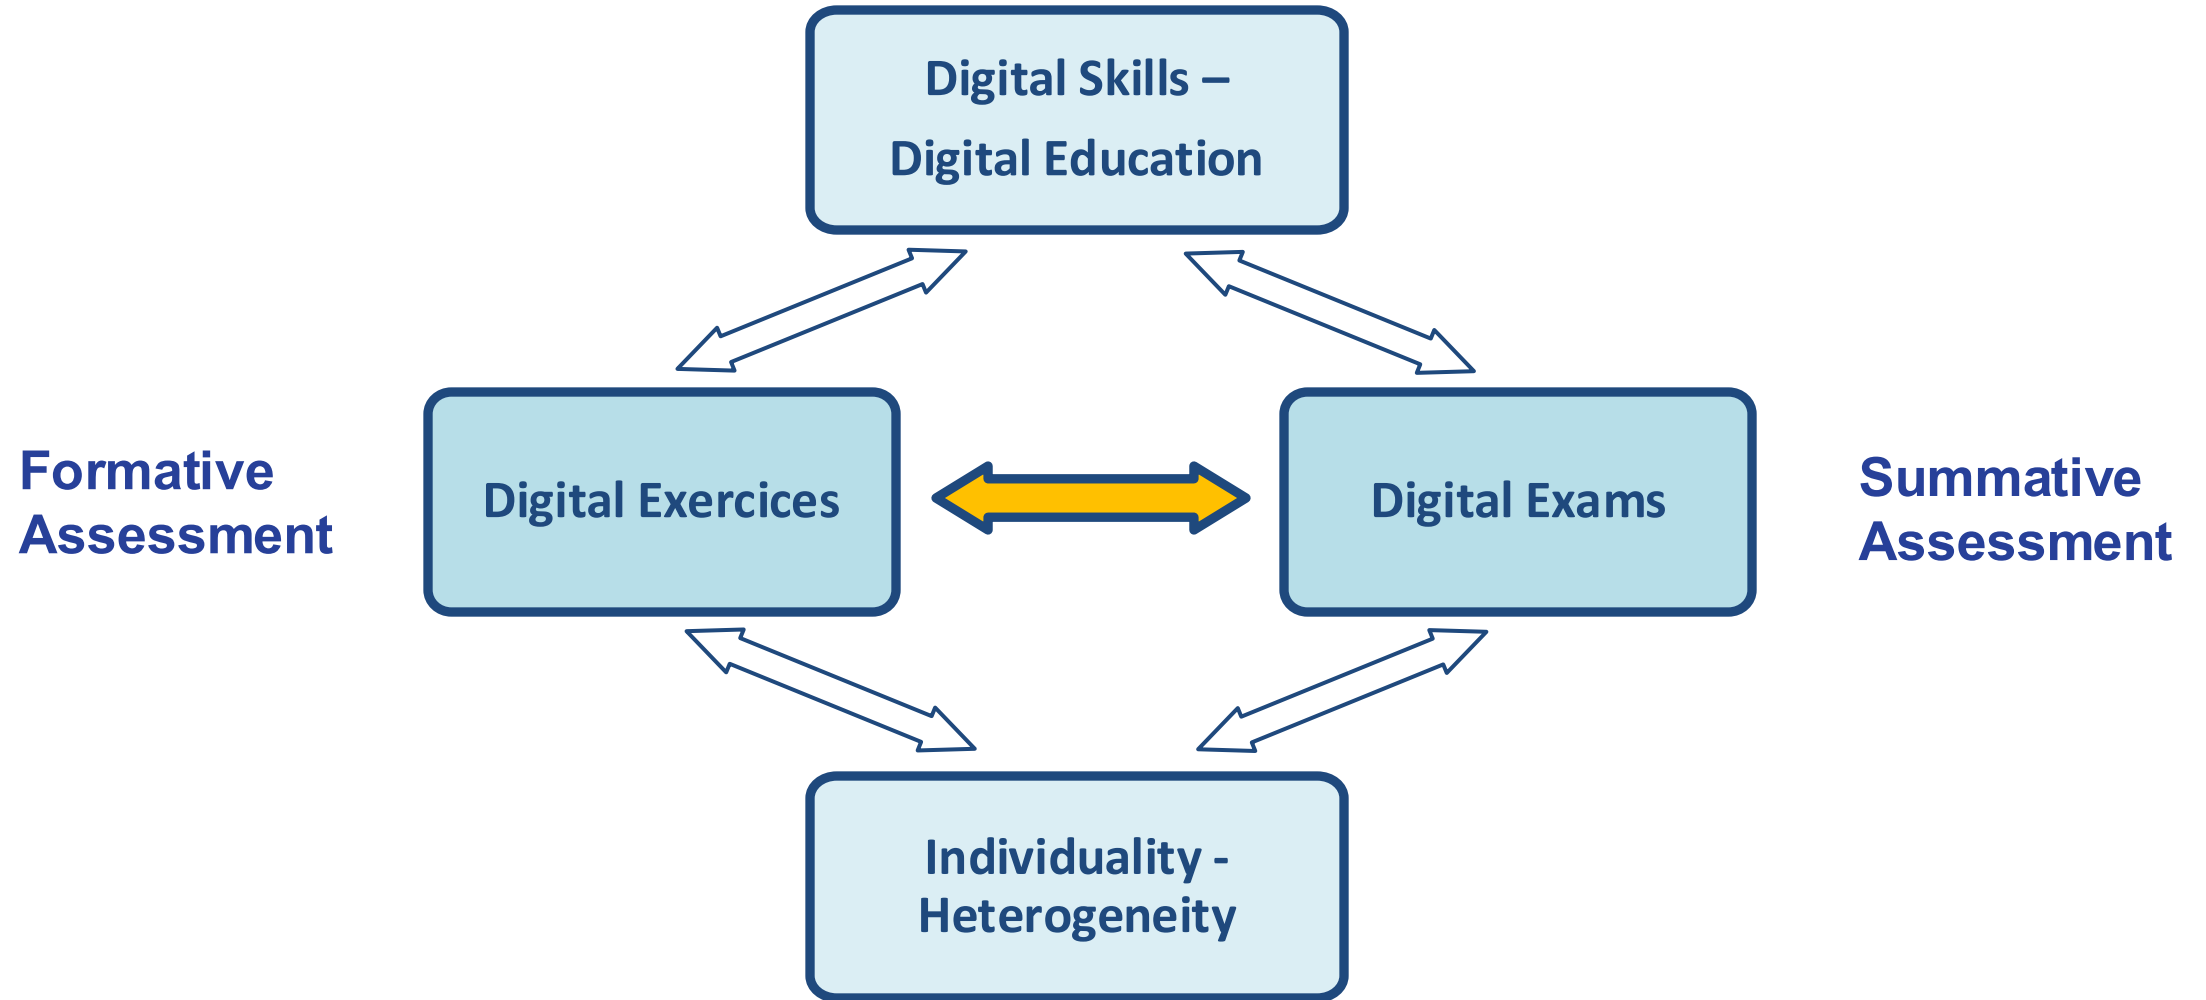 Digital Skills –
Digital Education
Formative
Assessment
Digital Exercices
Digital Exams
Summative
Assessment
Individuality -
Heterogeneity